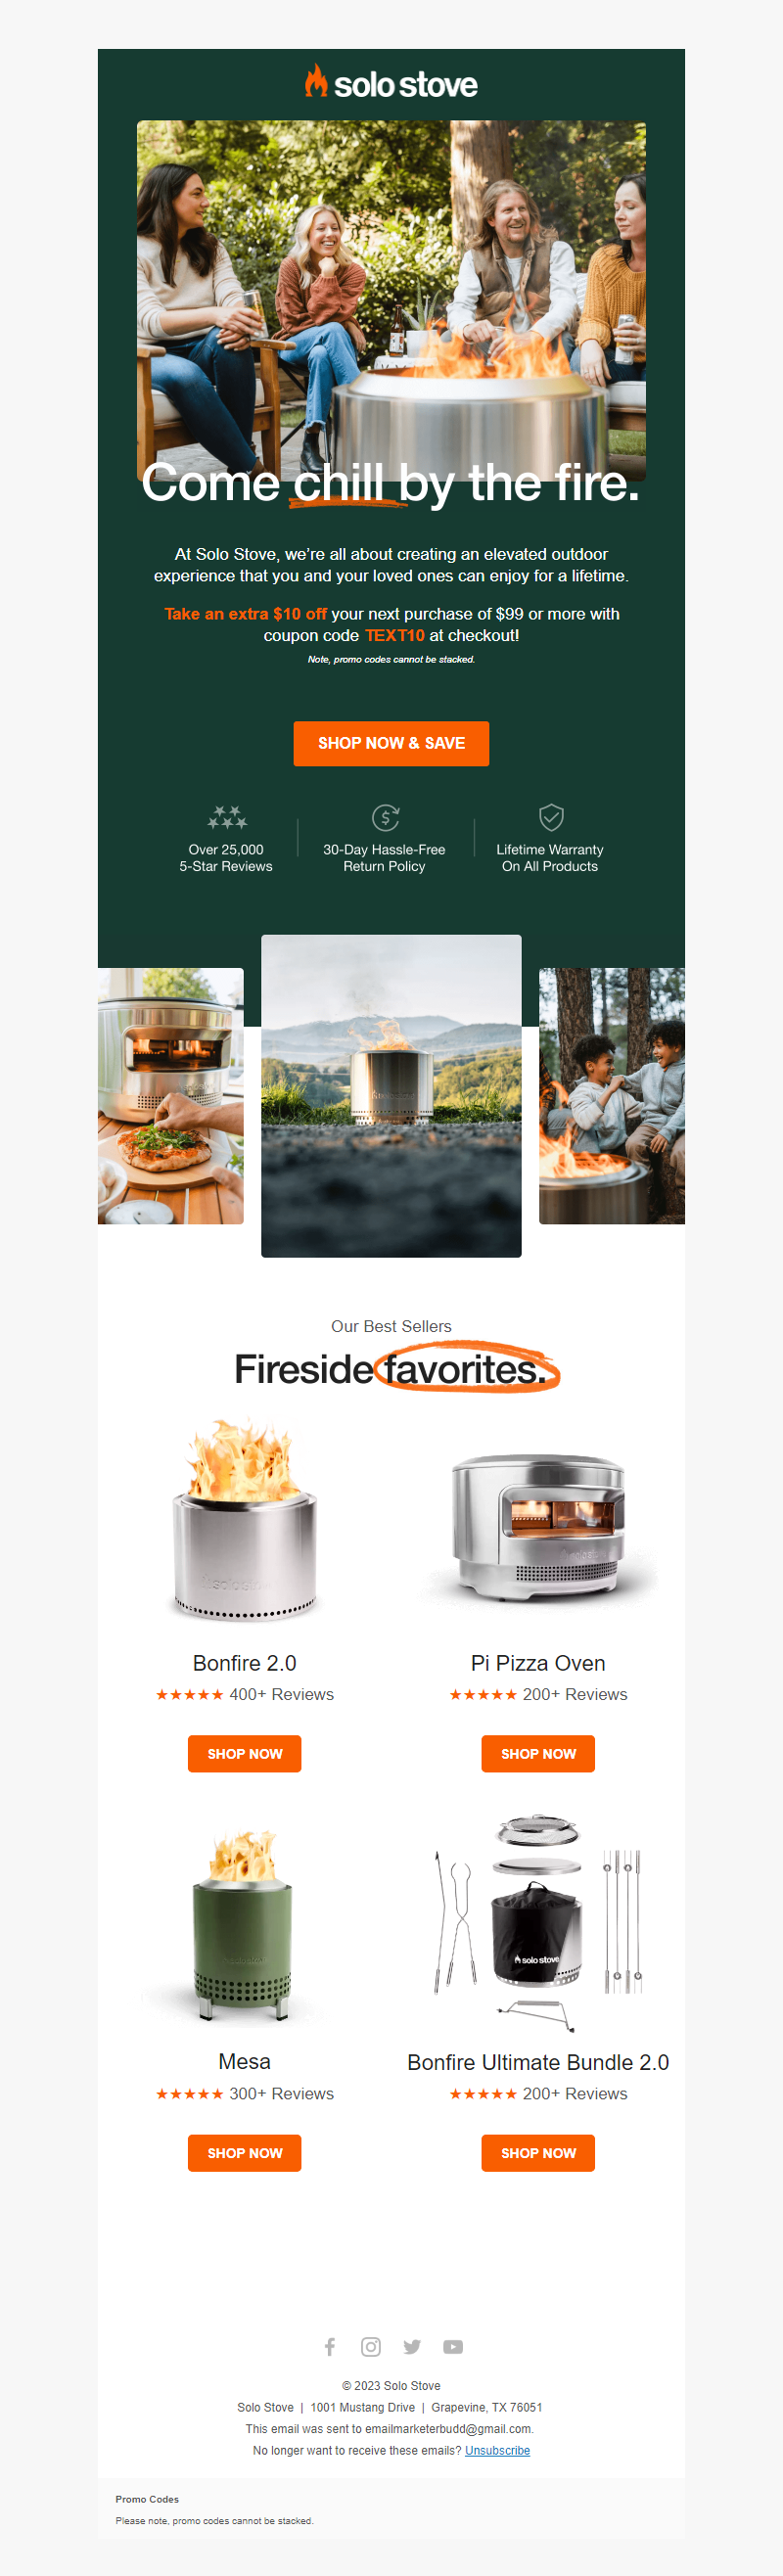 solo stove
Come chill by the fire.
At Solo Stove, we're all about creating an elevated outdoor
experience that you and your loved ones can enjoy for a lifetime.
Take an extra $10 off your next purchase of $99 or more with
coupon code TEXT10 at checkout!
Note, promo codes cannot be stacked.
SHOP NOW & SAVE
Over 25,000
5-Star Reviews
30-Day Hassle-Free
Return Policy
Lifetime Warranty
On All Products
Our Best Sellers
Fireside favorites.
Bonfire 2.0
★★★★★ 400+ Reviews
SHOP NOW
Pi Pizza Oven
★★★★★ 200+ Reviews
SHOP NOW
solo stove
Mesa
★★★★★ 300+ Reviews
SHOP NOW
Bonfire Ultimate Bundle 2.0
★★★★★ 200+ Reviews
SHOP NOW
© 2023 Solo Stove
Solo Stove | 1001 Mustang Drive | Grapevine, TX 76051
This email was sent to emailmarketerbudd@gmail.com.
No longer want to receive these emails? Unsubscribe
Promo Codes
Please note, promo codes cannot be stacked.